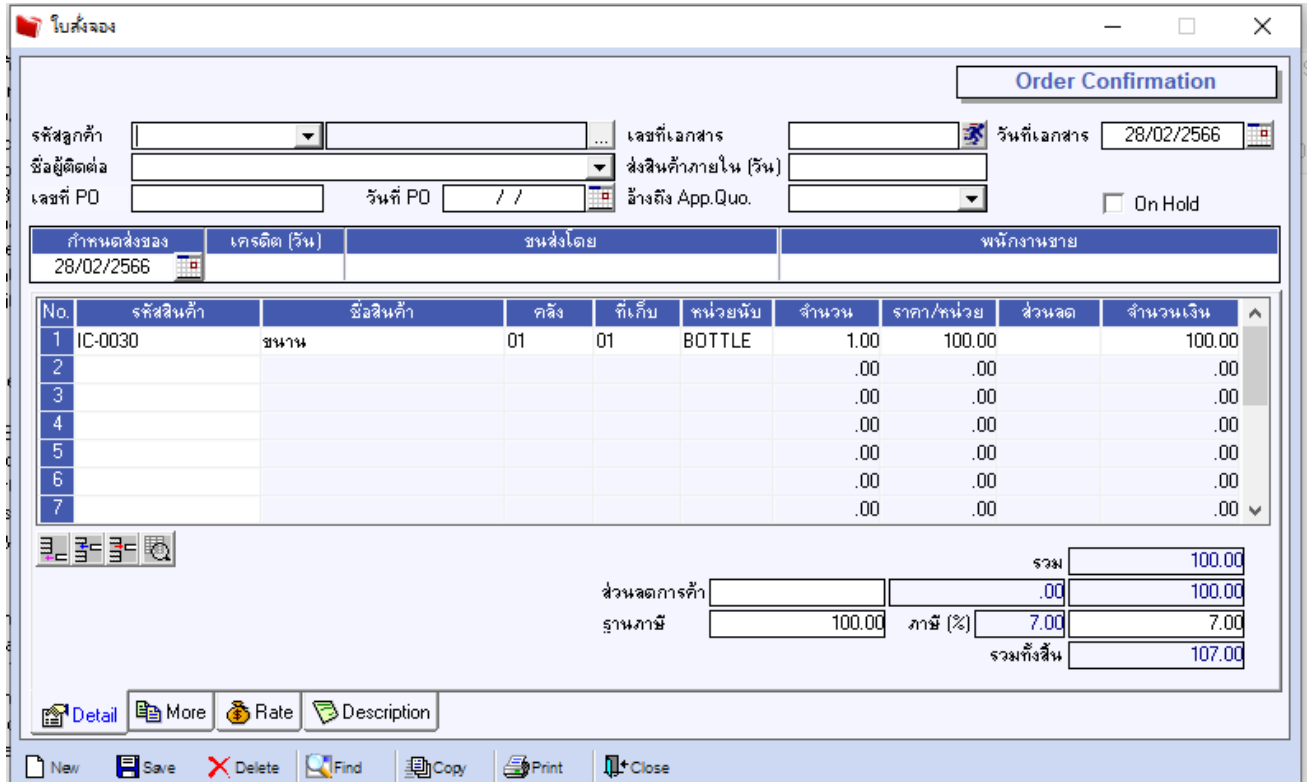 ใบสั่งจอง
Order Confirmation
รหัสลูกค้า ... เลขที่เอกสาร วันที่เอกสาร 28/02/2566
ชื่อผู้ติดต่อ ส่งสินค้าภายใน (วัน)
เลขที่ PO วันที่ PO / / อ้างถึง App.Quo. On Hold
กำหนดส่งของ เครดิต (วัน) ขนส่งโดย พนักงานขาย
28/02/2566
No. รหัสสินค้า ชื่อสินค้า คลัง ที่เก็บ หน่วยนับ จำนวน ราคา/หน่วย ส่วนลด จำนวนเงิน
1 IC-0030 ขนาน 01 01 BOTTLE 1.00 100.00 100.00
2 .00 .00 .00
3 .00 .00 .00
4 .00 .00 .00
5 .00 .00 .00
6 .00 .00 .00
7 .00 .00 .00
รวม 100.00
ส่วนลดการค้า .00 100.00
ฐานภาษี 100.00 ภาษี (%) 7.00 7.00
รวมทั้งสิ้น 107.00
Detail More Rate Description
New Save Delete Find Copy Print Close